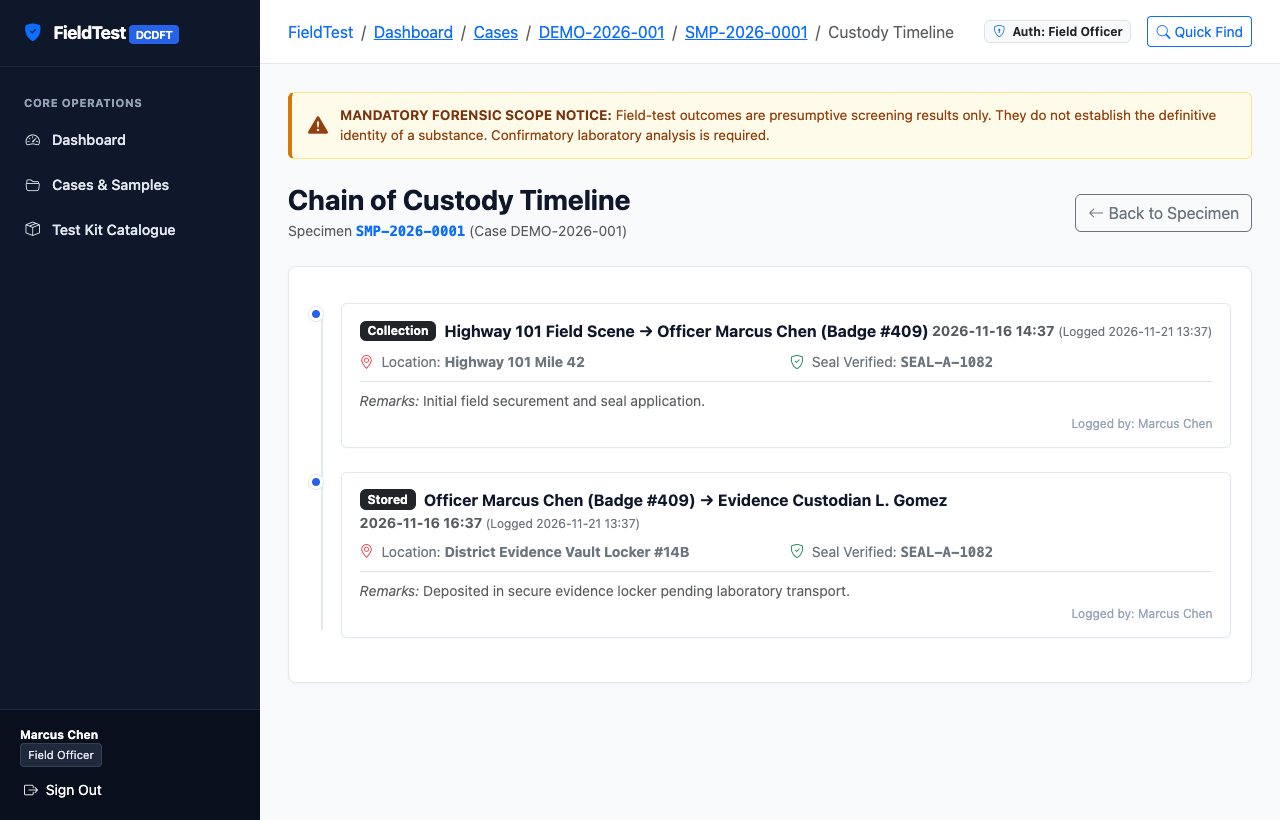 FieldTest DCDFT
CORE OPERATIONS
Dashboard
Cases & Samples
Test Kit Catalogue
Marcus Chen
Field Officer
Sign Out
FieldTest / Dashboard / Cases / DEMO-2026-001 / SMP-2026-0001 / Custody Timeline
Auth: Field Officer
Quick Find
MANDATORY FORENSIC SCOPE NOTICE: Field-test outcomes are presumptive screening results only. They do not establish the definitive
identity of a substance. Confirmatory laboratory analysis is required.
Chain of Custody Timeline
Specimen SMP-2026-0001 (Case DEMO-2026-001)
← Back to Specimen
Collection Highway 101 Field Scene → Officer Marcus Chen (Badge #409) 2026-11-16 14:37 (Logged 2026-11-21 13:37)
Location: Highway 101 Mile 42
Seal Verified: SEAL-A-1082
Remarks: Initial field securement and seal application.
Logged by: Marcus Chen
Stored Officer Marcus Chen (Badge #409) → Evidence Custodian L. Gomez
2026-11-16 16:37 (Logged 2026-11-21 13:37)
Location: District Evidence Vault Locker #14B
Seal Verified: SEAL-A-1082
Remarks: Deposited in secure evidence locker pending laboratory transport.
Logged by: Marcus Chen